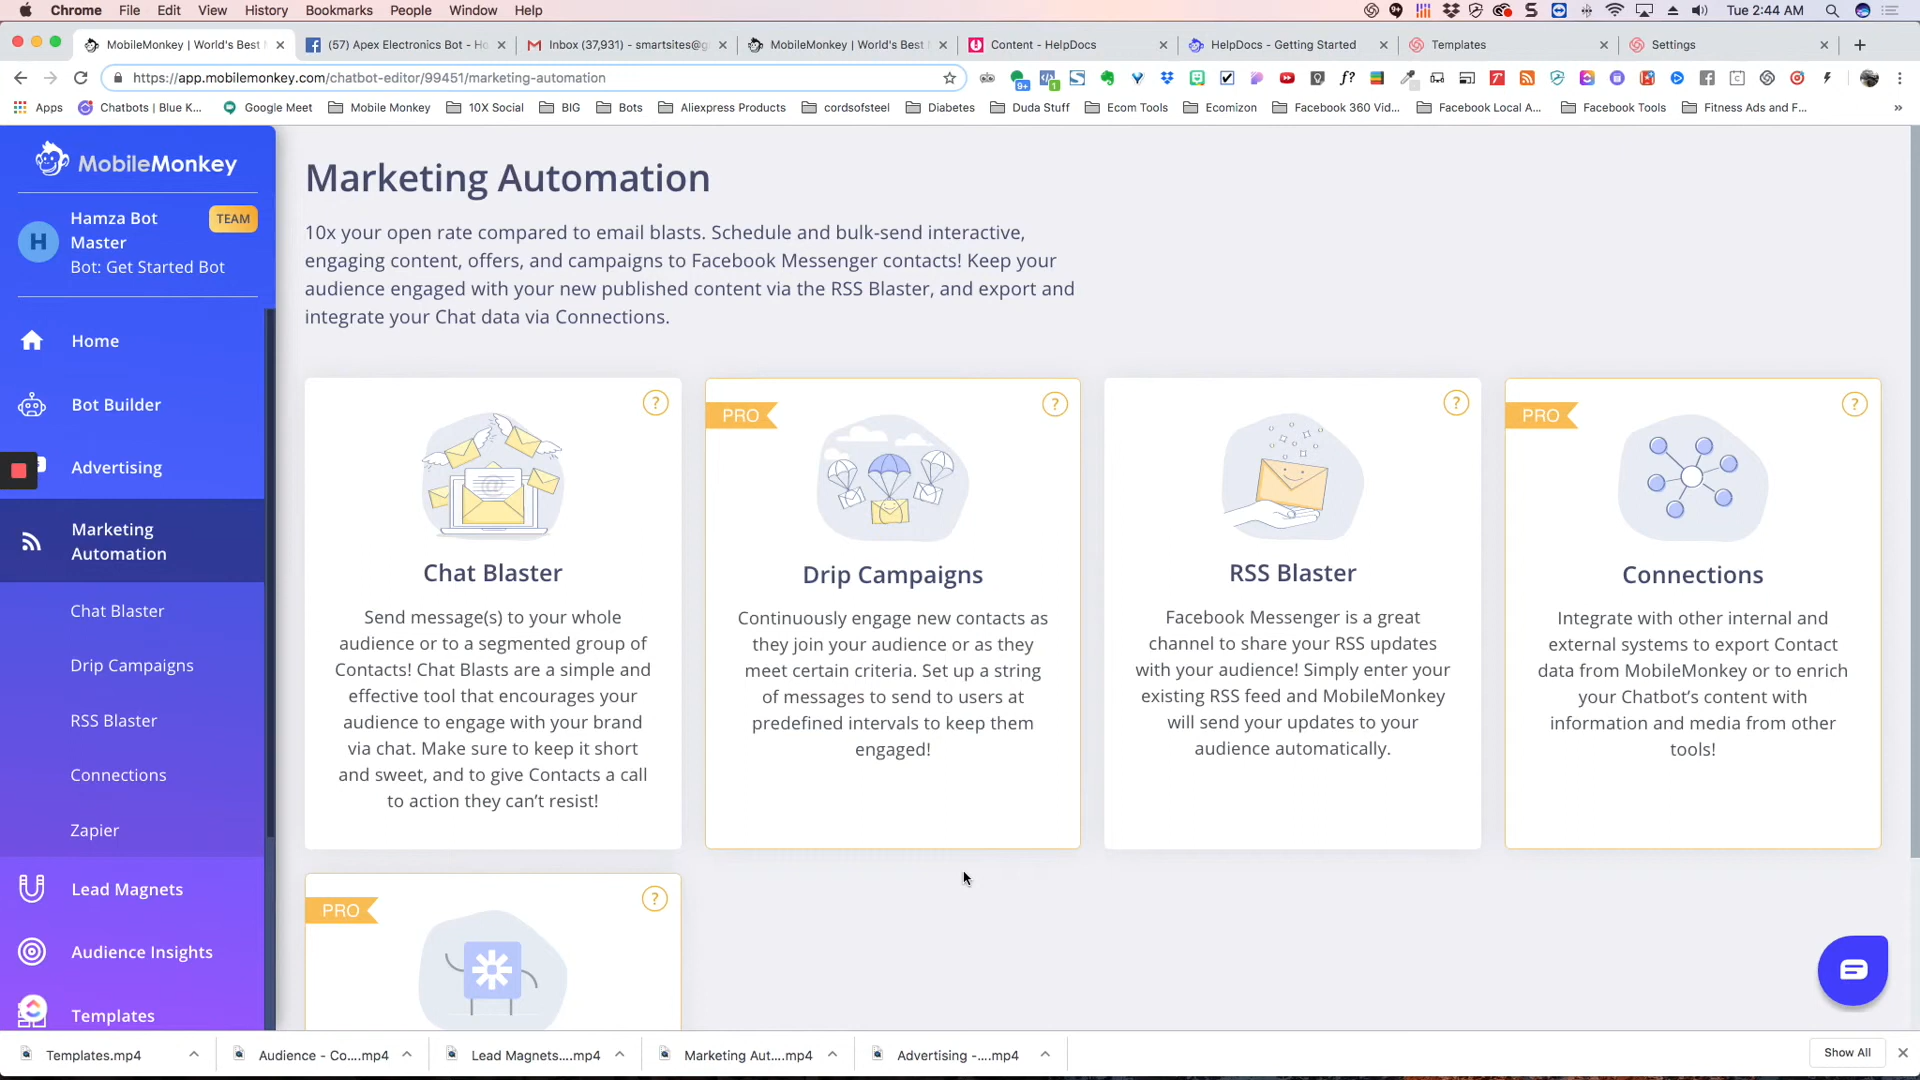 Chrome File Edit View History Bookmarks People Window Help
Tue 2:44 AM
MobileMonkey | World's Best
(57) Apex Electronics Bot - Ho
Inbox (37,931) - smartsites@g
MobileMonkey | World's Best
Content - HelpDocs
HelpDocs - Getting Started
Templates
Settings
https://app.mobilemonkey.com/chatbot-editor/99451/marketing-automation
Apps
Chatbots | Blue K...
Google Meet
Mobile Monkey
10X Social
BIG
Bots
Aliexpress Products
cordsofsteel
Diabetes
Duda Stuff
Ecom Tools
Ecomizon
Facebook 360 Vid...
Facebook Local A...
Facebook Tools
Fitness Ads and F...
MobileMonkey
Hamza Bot
Master
TEAM
H
Bot: Get Started Bot
Home
Bot Builder
Advertising
Marketing
Automation
Chat Blaster
Drip Campaigns
RSS Blaster
Connections
Zapier
Lead Magnets
Audience Insights
Templates
Marketing Automation
10x your open rate compared to email blasts. Schedule and bulk-send interactive,
engaging content, offers, and campaigns to Facebook Messenger contacts! Keep your
audience engaged with your new published content via the RSS Blaster, and export and
integrate your Chat data via Connections.
?
Chat Blaster
Send message(s) to your whole
audience or to a segmented group of
Contacts! Chat Blasts are a simple and
effective tool that encourages your
audience to engage with your brand
via chat. Make sure to keep it short
and sweet, and to give Contacts a call
to action they can't resist!
PRO
?
Drip Campaigns
Continuously engage new contacts as
they join your audience or as they
meet certain criteria. Set up a string
of messages to send to users at
predefined intervals to keep them
engaged!
?
RSS Blaster
Facebook Messenger is a great
channel to share your RSS updates
with your audience! Simply enter your
existing RSS feed and MobileMonkey
will send your updates to your
audience automatically.
PRO
?
Connections
Integrate with other internal and
external systems to export Contact
data from MobileMonkey or to enrich
your Chatbot's content with
information and media from other
tools!
PRO
?
Templates.mp4
Audience - Co....mp4
Lead Magnets....mp4
Marketing Aut....mp4
Advertising -....mp4
Show All